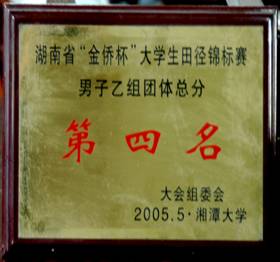 湖南省“金侨杯”大学生田径锦标赛
男子乙组团体总分
第四名
大会组委会
2005.5·湘潭大学